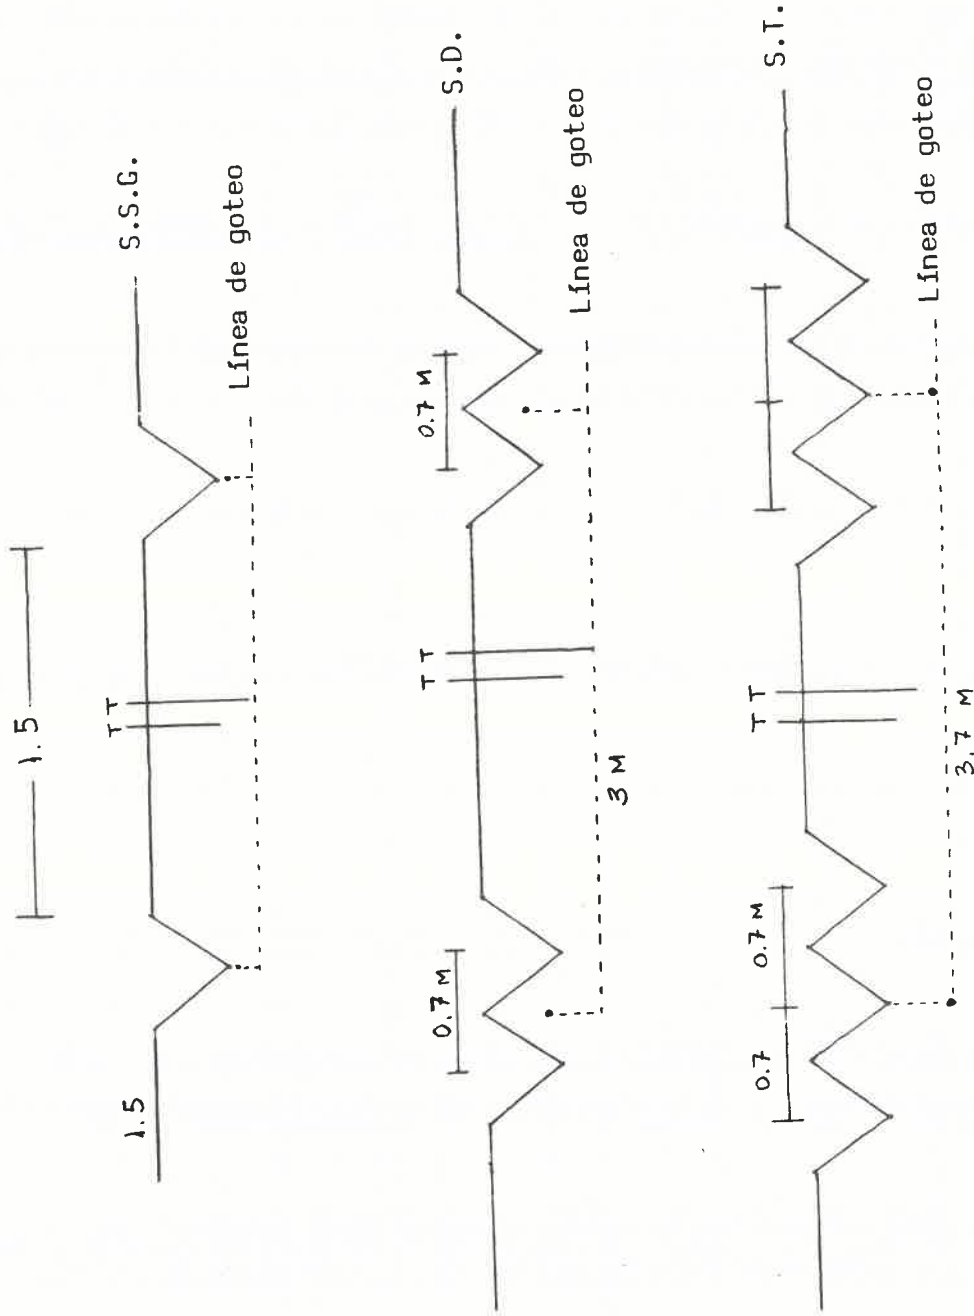 1.5
1.5
T T
S.S.G.
Línea de goteo
0.7 M
T T
0.7 M
S.D.
3 M
Línea de goteo
0.7
0.7 M
T T
S.T.
3.7 M
Línea de goteo